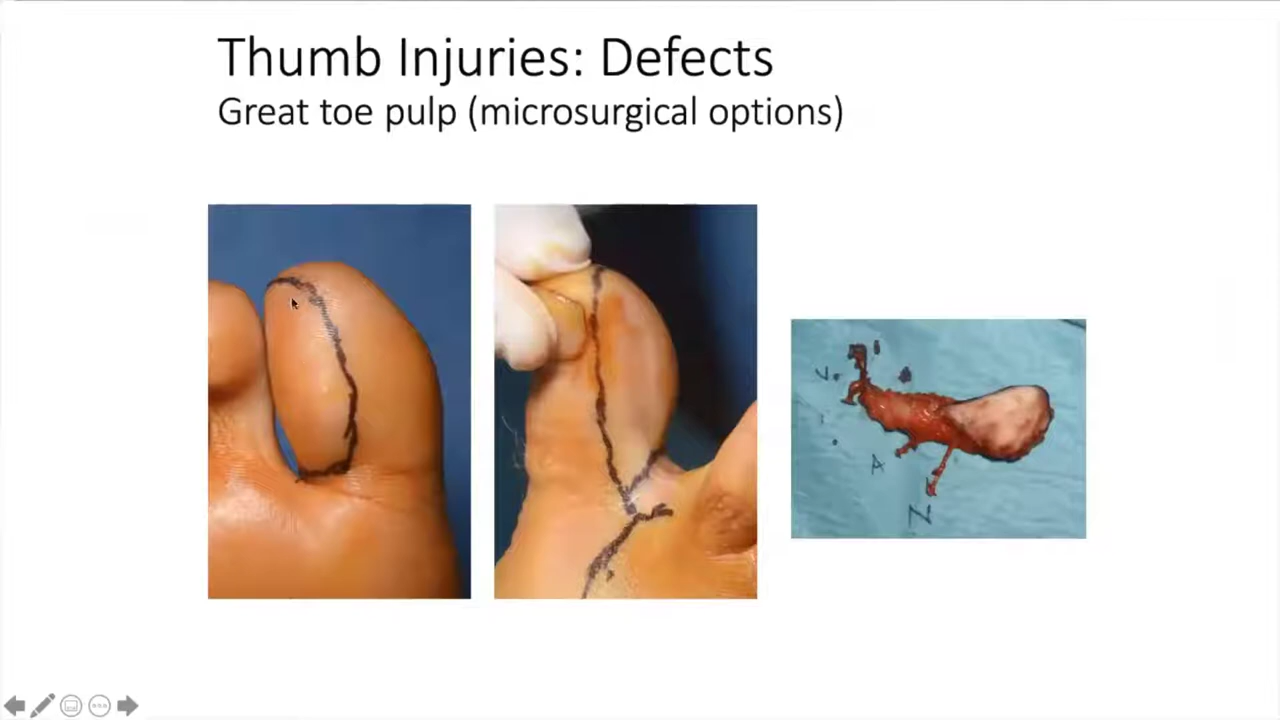 Thumb Injuries: Defects
Great toe pulp (microsurgical options)
V
A
N